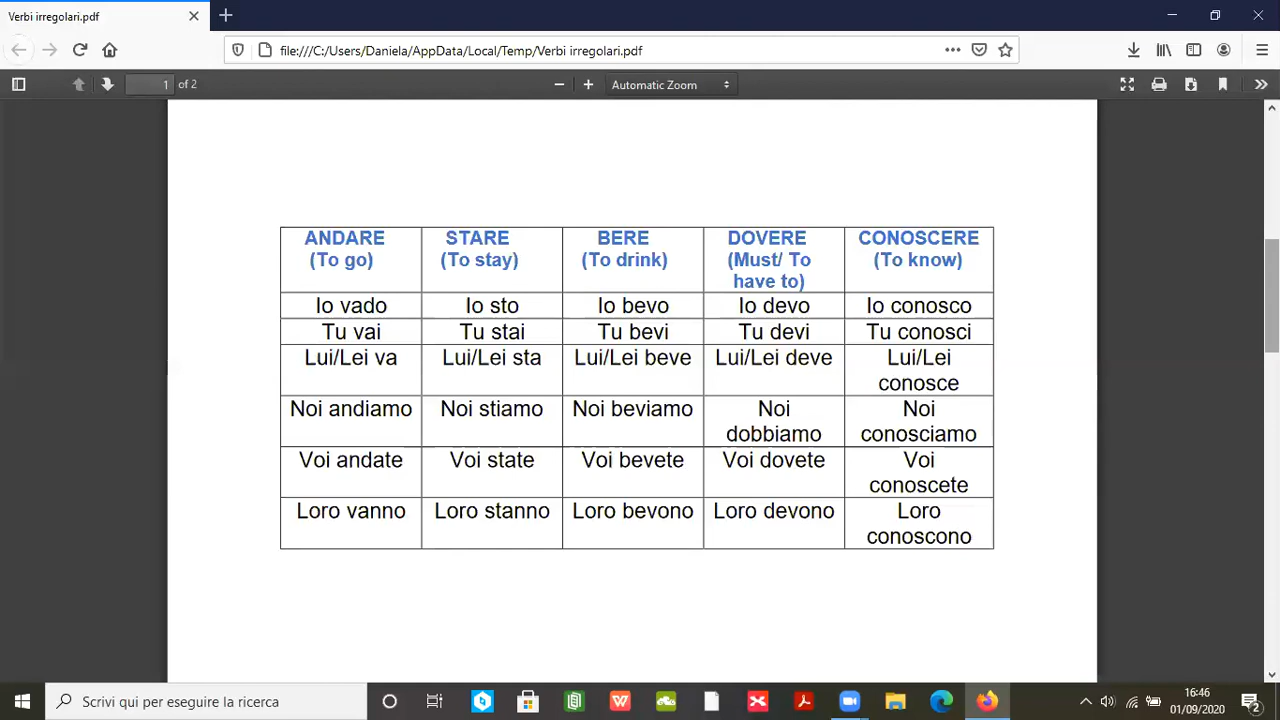 Verbi irregolari.pdf
file:///C:/Users/Daniela/AppData/Local/Temp/Verbi irregolari.pdf
1 of 2
Automatic Zoom
ANDARE (To go) STARE (To stay) BERE (To drink) DOVERE (Must/ To have to) CONOSCERE (To know)
Io vado Io sto Io bevo Io devo Io conosco
Tu vai Tu stai Tu bevi Tu devi Tu conosci
Lui/Lei va Lui/Lei sta Lui/Lei beve Lui/Lei deve Lui/Lei conosce
Noi andiamo Noi stiamo Noi beviamo Noi dobbiamo Noi conosciamo
Voi andate Voi state Voi bevete Voi dovete Voi conoscete
Loro vanno Loro stanno Loro bevono Loro devono Loro conoscono
Scrivi qui per eseguire la ricerca
16:46
01/09/2020
2